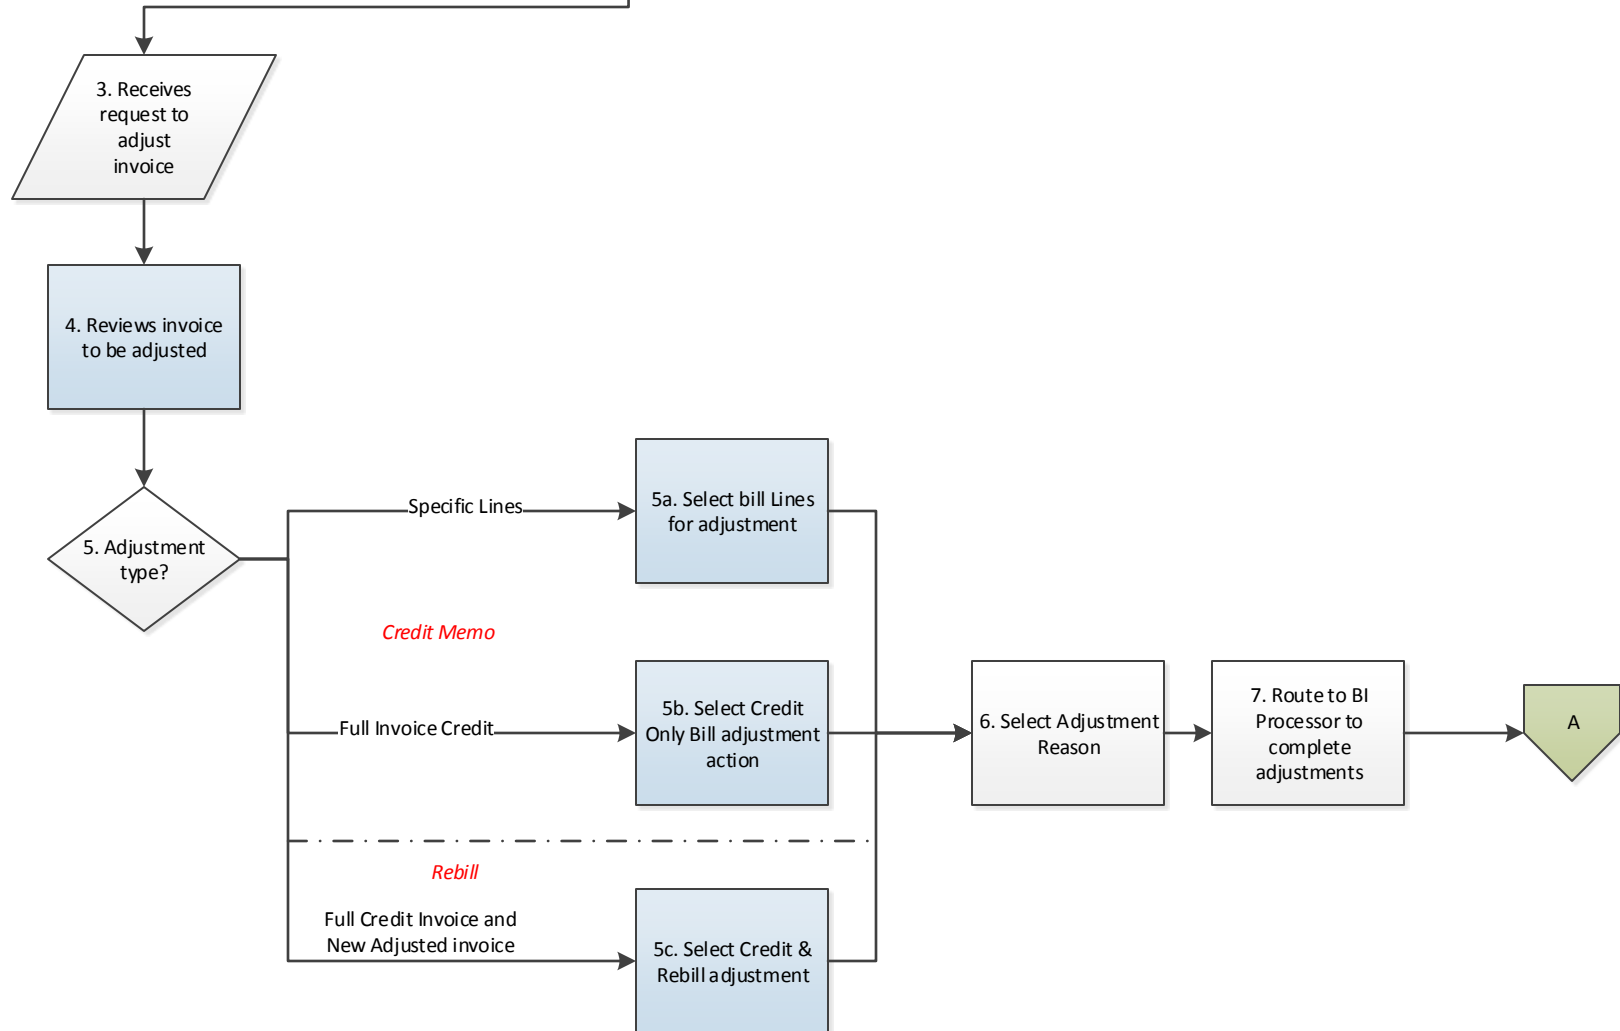 3. Receives
request to
adjust
invoice
4. Reviews invoice
to be adjusted
5. Adjustment
type?
Specific Lines
5a. Select bill Lines
for adjustment
Credit Memo
Full Invoice Credit
5b. Select Credit
Only Bill adjustment
action
6. Select Adjustment
Reason
7. Route to BI
Processor to
complete
adjustments
A
Rebill
Full Credit Invoice and
New Adjusted invoice
5c. Select Credit &
Rebill adjustment